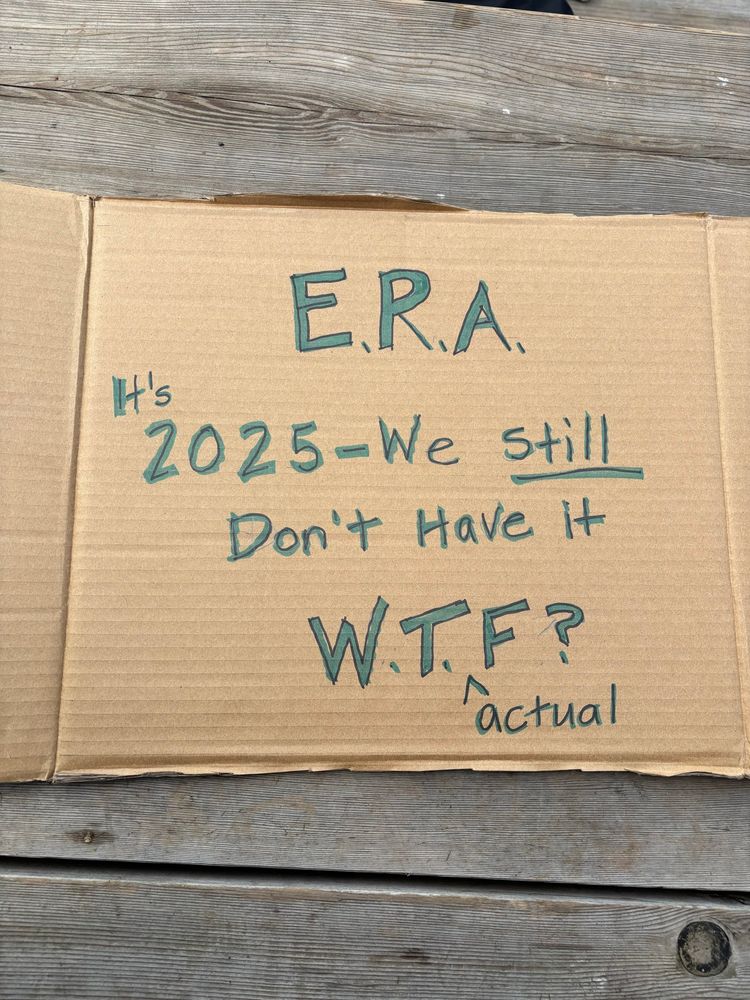 E.R.A.
It's
2025-We still
Don't Have it
W.T.F?
^
actual